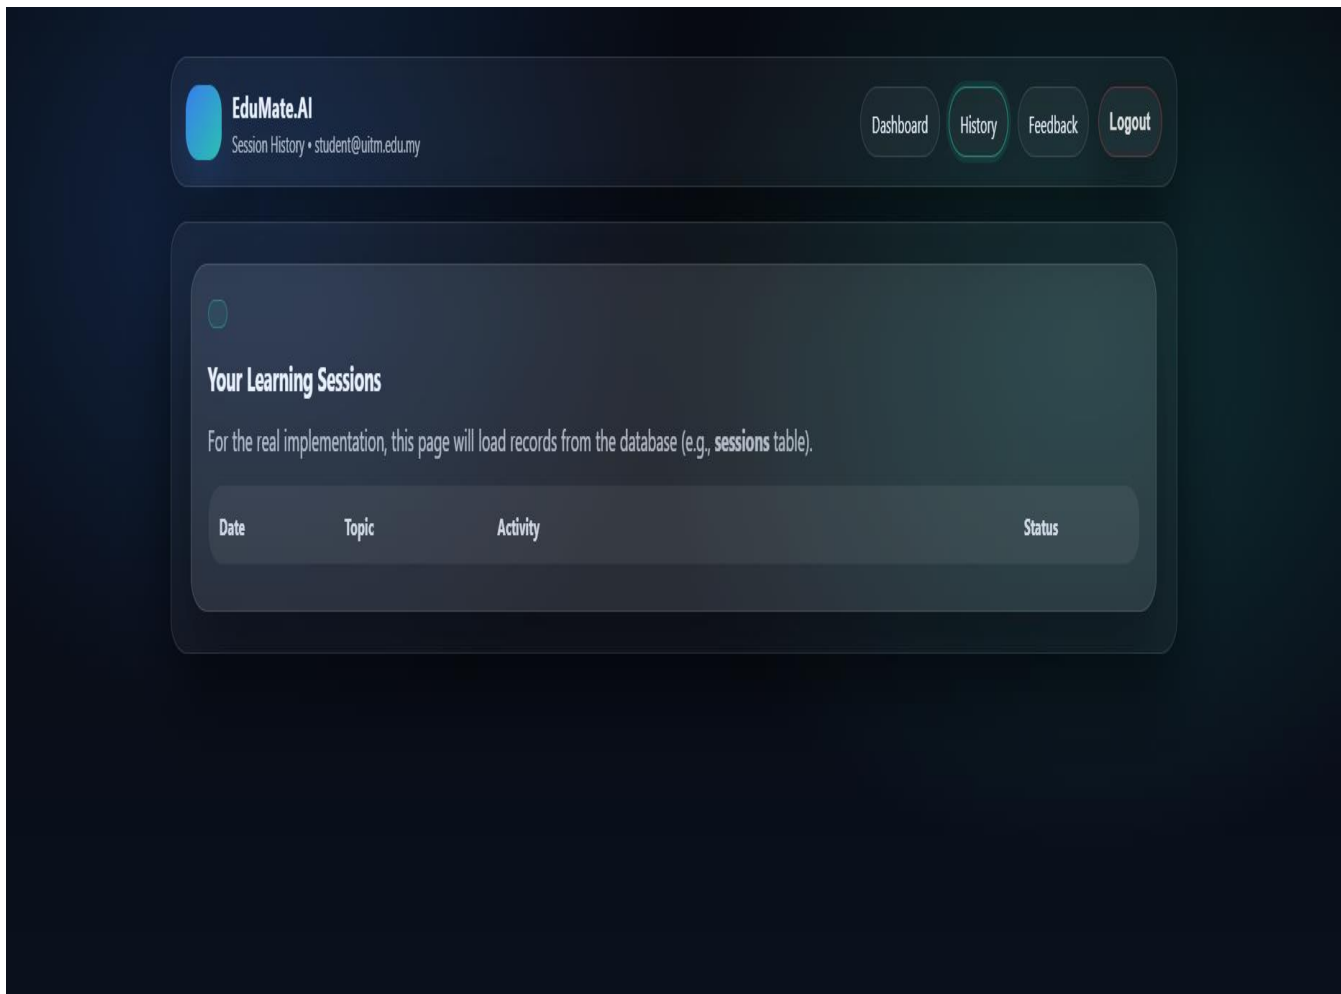 EduMate.AI
Session History • student@uitm.edu.my
Dashboard
History
Feedback
Logout
Your Learning Sessions
For the real implementation, this page will load records from the database (e.g., sessions table).
Date Topic Activity Status